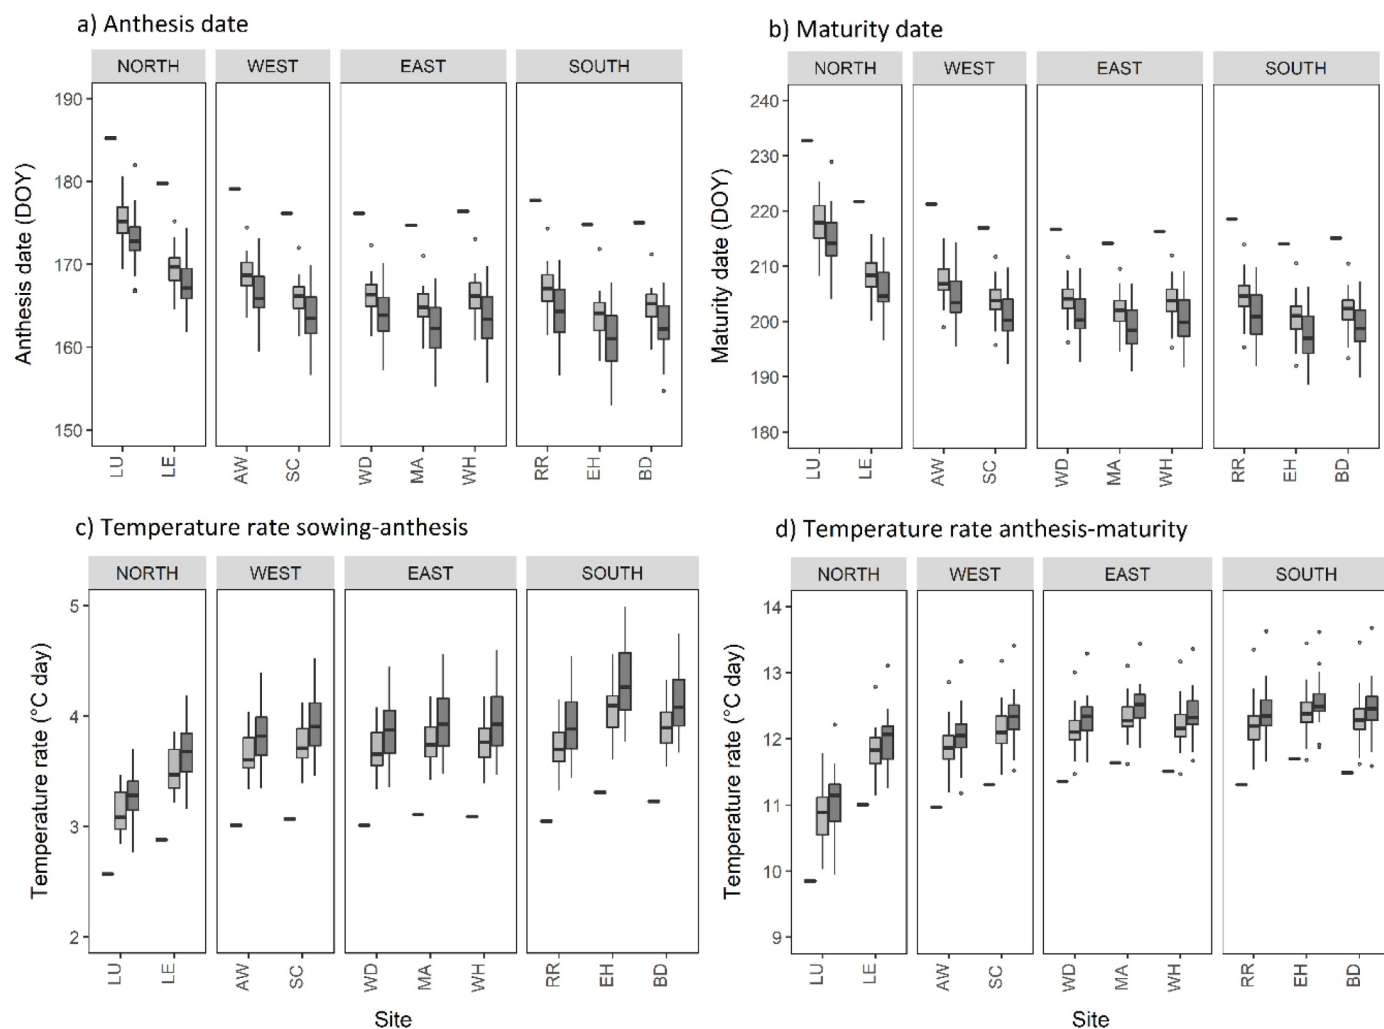 a) Anthesis date
NORTH WEST EAST SOUTH
Anthesis date (DOY)
190
180
170
160
150
LU LE AW SC WD MA WH RR EH BD
b) Maturity date
NORTH WEST EAST SOUTH
Maturity date (DOY)
240
230
220
210
200
190
180
LU LE AW SC WD MA WH RR EH BD
c) Temperature rate sowing-anthesis
NORTH WEST EAST SOUTH
Temperature rate (°C day)
5
4
3
2
LU LE AW SC WD MA WH RR EH BD
Site
d) Temperature rate anthesis-maturity
NORTH WEST EAST SOUTH
Temperature rate (°C day)
14
13
12
11
10
9
LU LE AW SC WD MA WH RR EH BD
Site